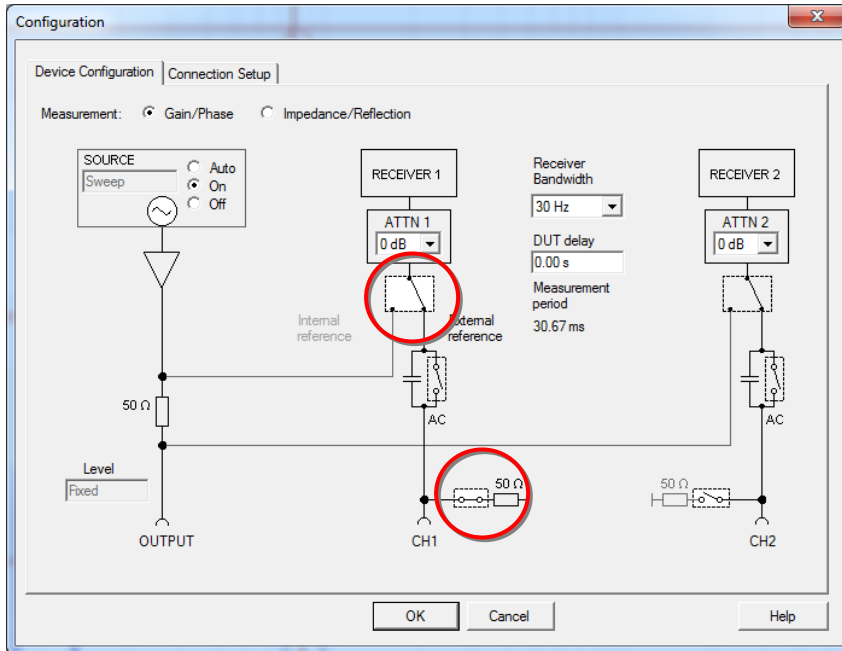 Configuration
Device Configuration
Connection Setup
Measurement:
Gain/Phase
Impedance/Reflection
SOURCE
Sweep
Auto
On
Off
RECEIVER 1
ATTN 1
0 dB
Receiver
Bandwidth
30 Hz
DUT delay
0.00 s
Measurement
period
30.67 ms
RECEIVER 2
ATTN 2
0 dB
Internal
reference
External
reference
50 Ω
AC
AC
Level
Fixed
50 Ω
50 Ω
OUTPUT
CH1
CH2
OK
Cancel
Help